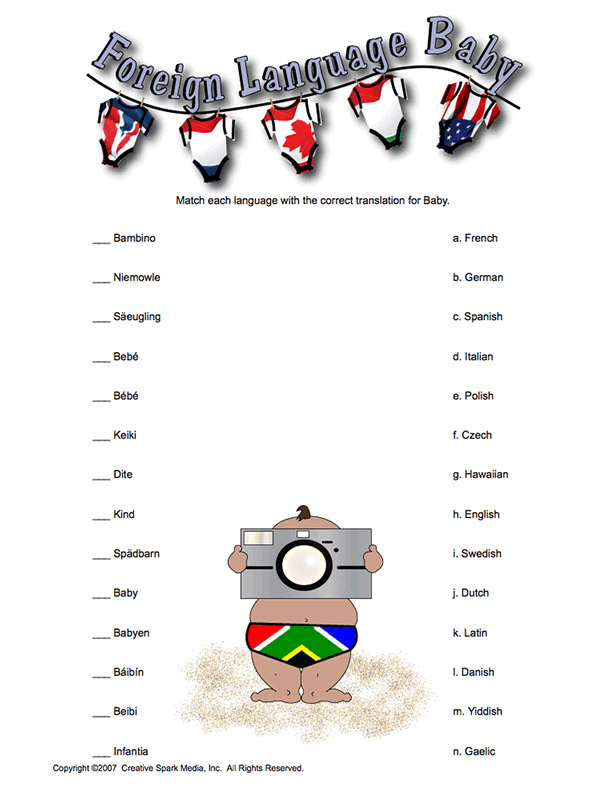 Foreign Language Baby
Match each language with the correct translation for Baby.
___ Bambino a. French
___ Niemowle b. German
___ Säeugling c. Spanish
___ Bebé d. Italian
___ Bébé e. Polish
___ Keiki f. Czech
___ Dite g. Hawaiian
___ Kind h. English
___ Spädbarn i. Swedish
___ Baby j. Dutch
___ Babyen k. Latin
___ Báibín l. Danish
___ Beibi m. Yiddish
___ Infantia n. Gaelic
Copyright ©2007 Creative Spark Media, Inc. All Rights Reserved.